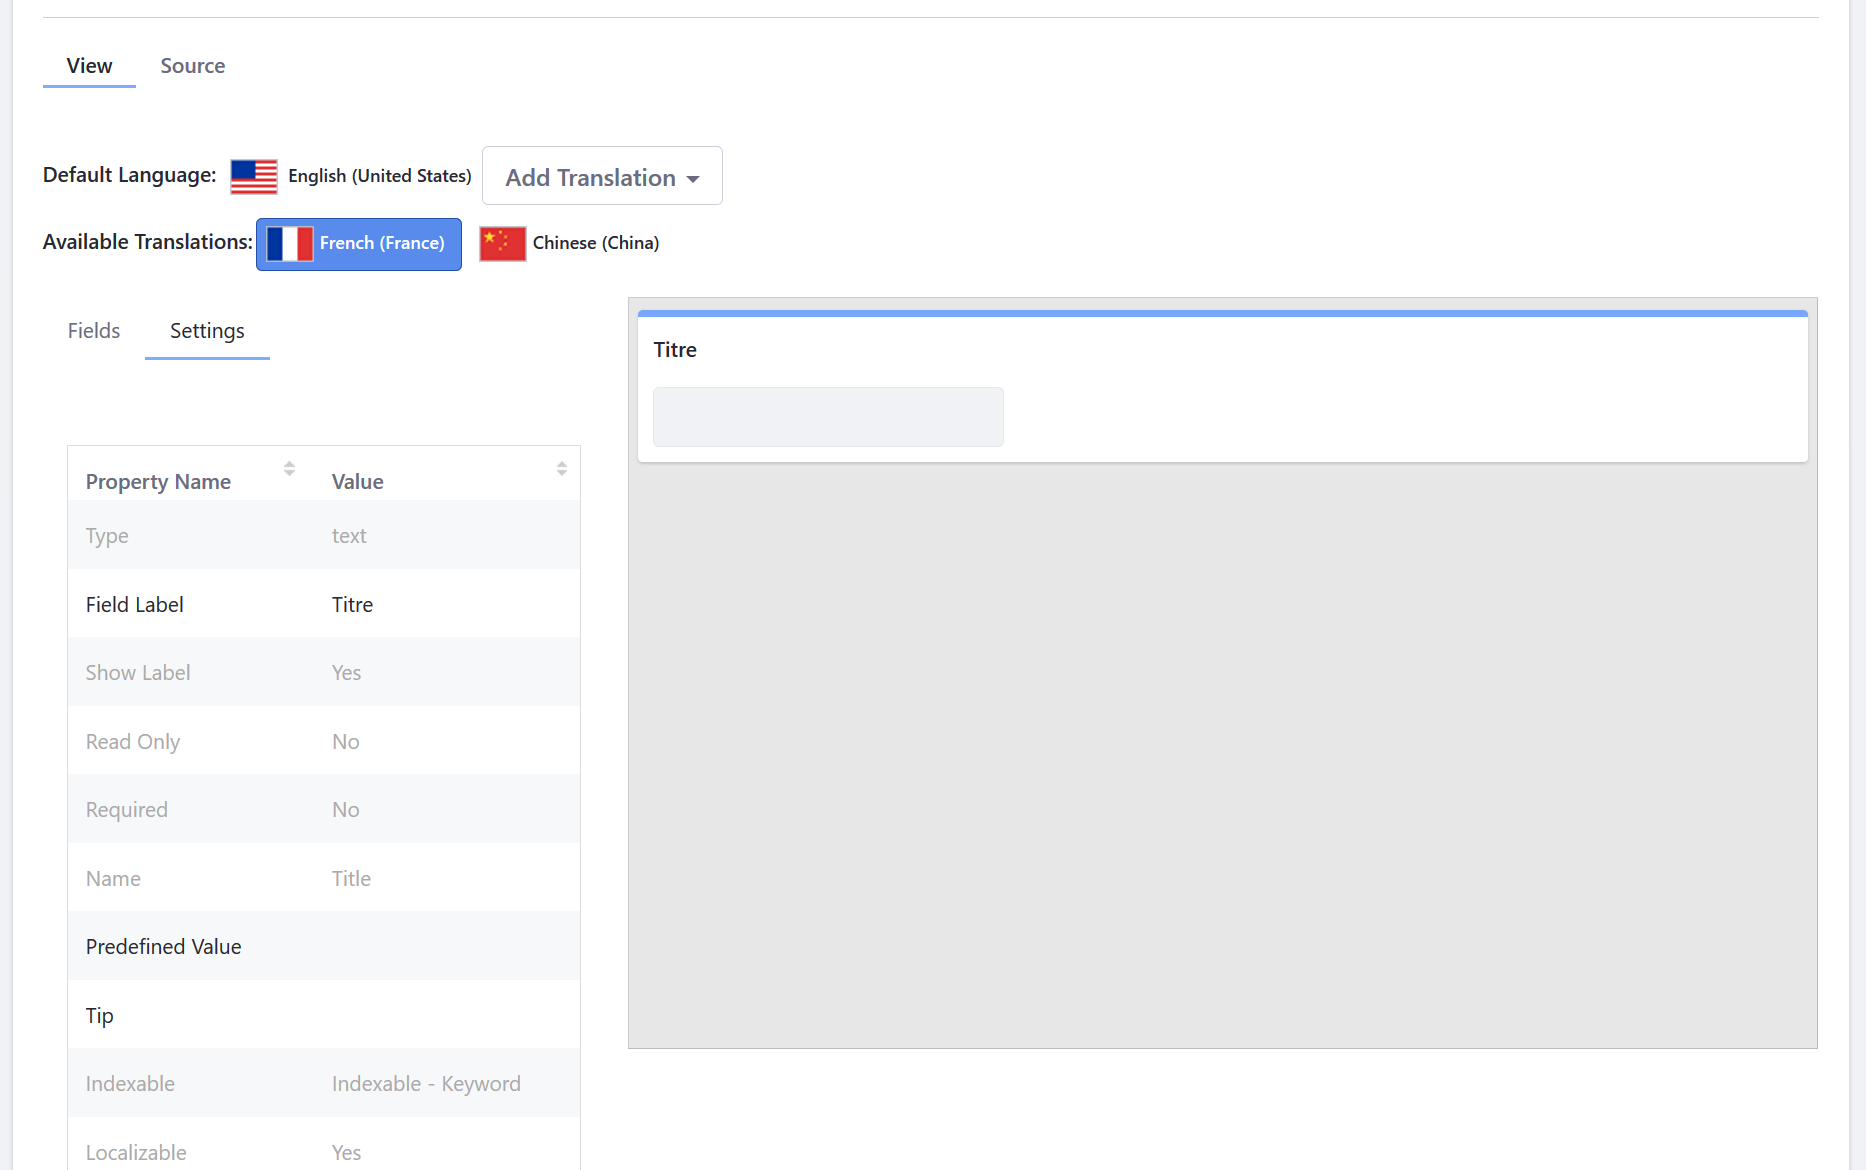 View Source
Default Language: English (United States) Add Translation
Available Translations: French (France) Chinese (China)
Fields Settings
Titre
Property Name Value
Type text
Field Label Titre
Show Label Yes
Read Only No
Required No
Name Title
Predefined Value
Tip
Indexable Indexable - Keyword
Localizable Yes